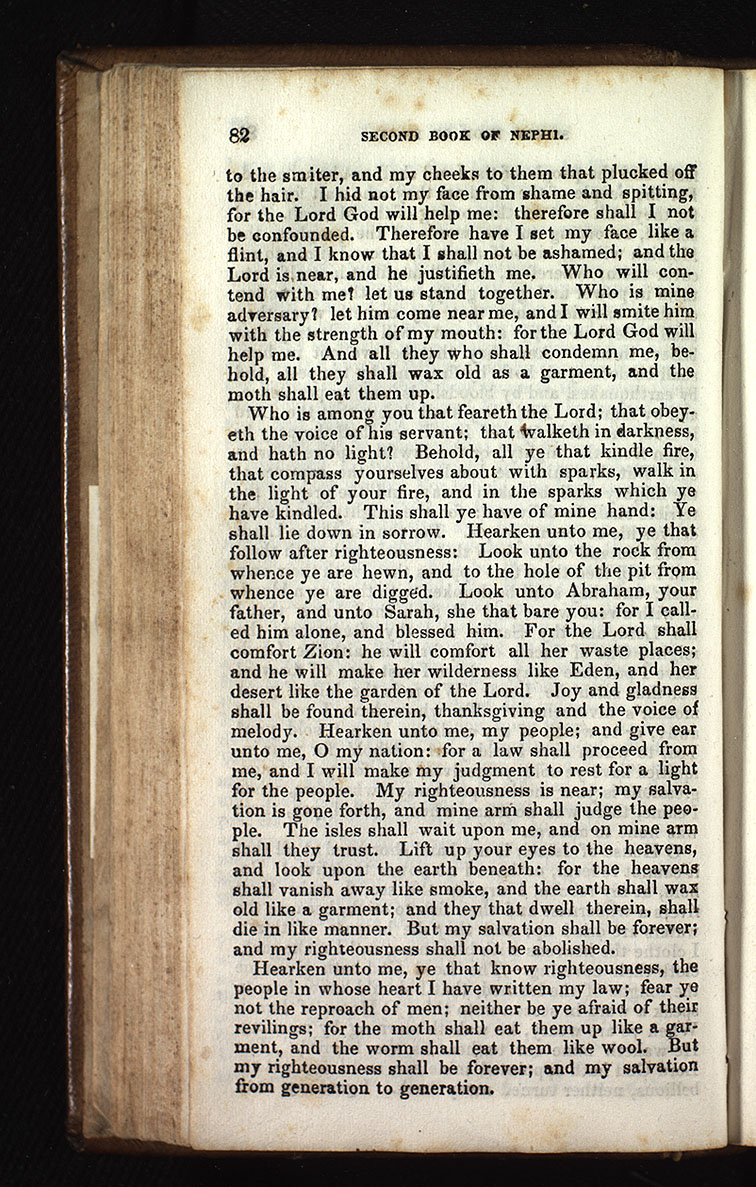 82 SECOND BOOK OF NEPHI.
to the smiter, and my cheeks to them that plucked off
the hair. I hid not my face from shame and spitting,
for the Lord God will help me: therefore shall I not
be confounded. Therefore have I set my face like a
flint, and I know that I shall not be ashamed; and the
Lord is near, and he justifieth me. Who will con-
tend with me? let us stand together. Who is mine
adversary? let him come near me, and I will smite him
with the strength of my mouth: for the Lord God will
help me. And all they who shall condemn me, be-
hold, all they shall wax old as a garment, and the
moth shall eat them up.
Who is among you that feareth the Lord; that obey-
eth the voice of his servant; that walketh in darkness,
and hath no light? Behold, all ye that kindle fire,
that compass yourselves about with sparks, walk in
the light of your fire, and in the sparks which ye
have kindled. This shall ye have of mine hand: Ye
shall lie down in sorrow. Hearken unto me, ye that
follow after righteousness: Look unto the rock from
whence ye are hewn, and to the hole of the pit from
whence ye are digged. Look unto Abraham, your
father, and unto Sarah, she that bare you: for I call-
ed him alone, and blessed him. For the Lord shall
comfort Zion: he will comfort all her waste places;
and he will make her wilderness like Eden, and her
desert like the garden of the Lord. Joy and gladness
shall be found therein, thanksgiving and the voice of
melody. Hearken unto me, my people; and give ear
unto me, O my nation: for a law shall proceed from
me, and I will make my judgment to rest for a light
for the people. My righteousness is near; my salva-
tion is gone forth, and mine arm shall judge the peo-
ple. The isles shall wait upon me, and on mine arm
shall they trust. Lift up your eyes to the heavens,
and look upon the earth beneath: for the heavens
shall vanish away like smoke, and the earth shall wax
old like a garment; and they that dwell therein, shall
die in like manner. But my salvation shall be forever;
and my righteousness shall not be abolished.
Hearken unto me, ye that know righteousness, the
people in whose heart I have written my law; fear ye
not the reproach of men; neither be ye afraid of their
revilings; for the moth shall eat them up like a gar-
ment, and the worm shall eat them like wool. But
my righteousness shall be forever; and my salvation
from generation to generation.